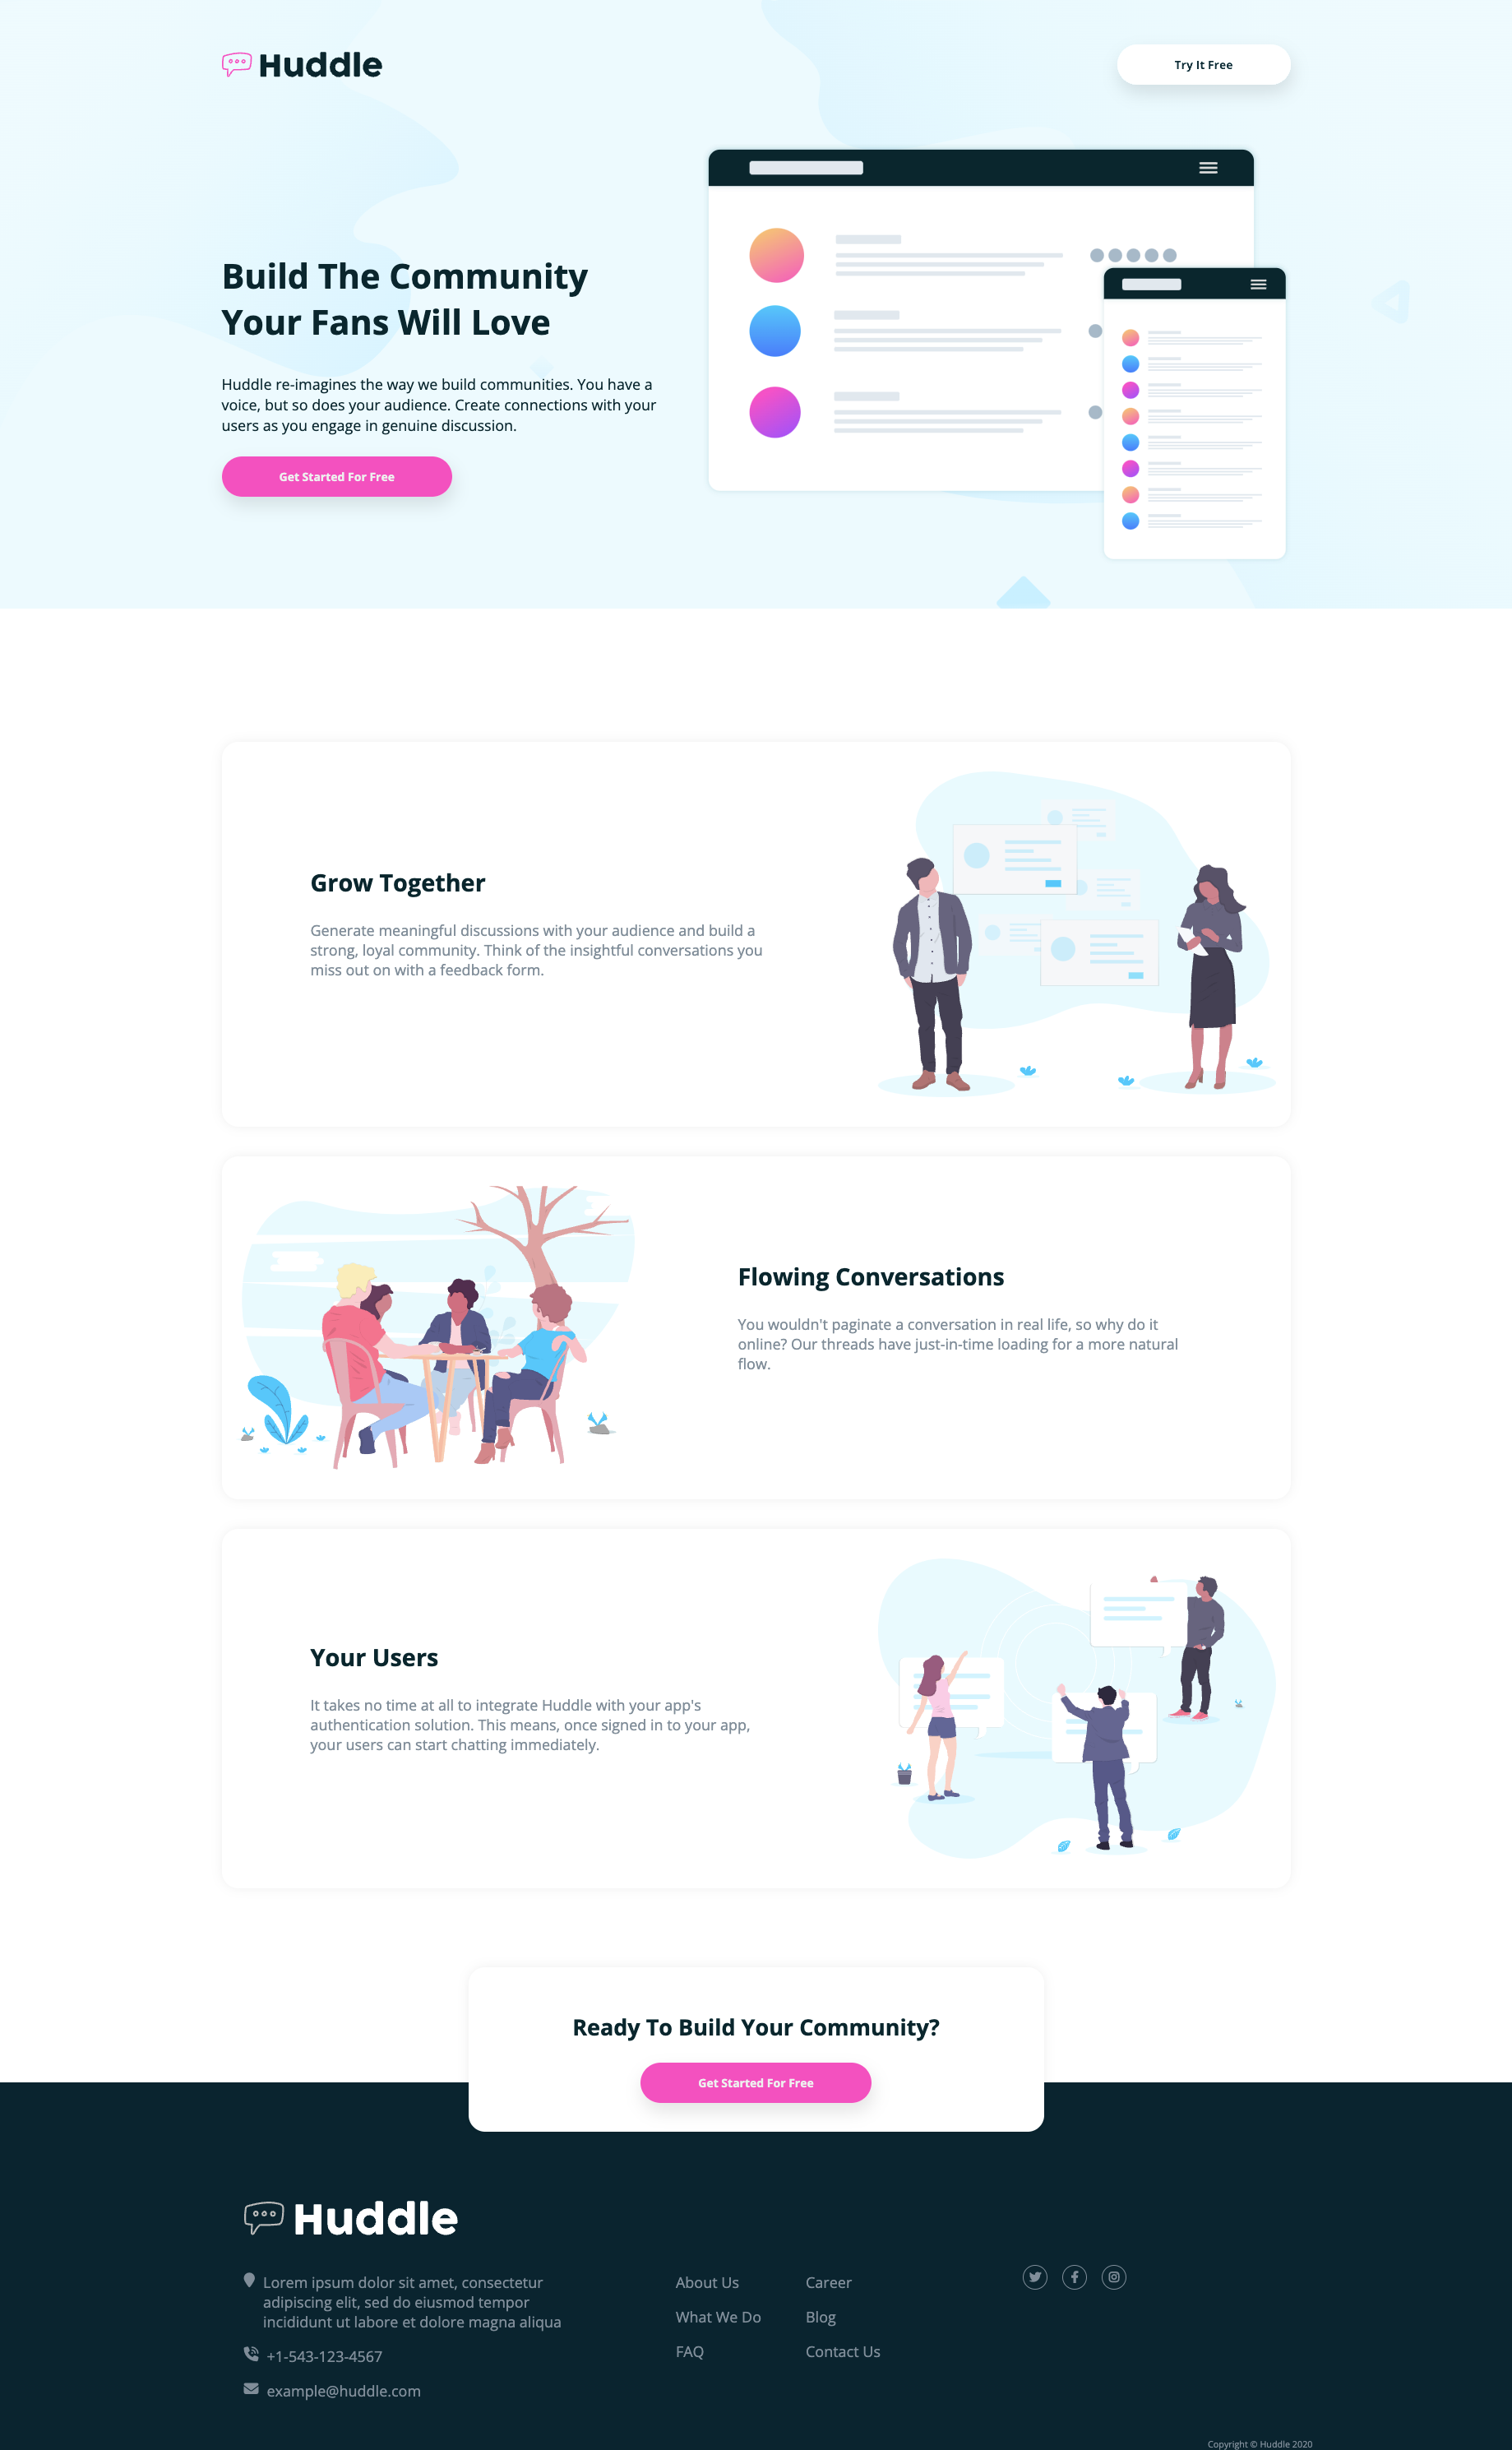 Huddle
Try It Free
Build The Community
Your Fans Will Love
Huddle re-imagines the way we build communities. You have a
voice, but so does your audience. Create connections with your
users as you engage in genuine discussion.
Get Started For Free
Grow Together
Generate meaningful discussions with your audience and build a
strong, loyal community. Think of the insightful conversations you
miss out on with a feedback form.
Flowing Conversations
You wouldn't paginate a conversation in real life, so why do it
online? Our threads have just-in-time loading for a more natural
flow.
Your Users
It takes no time at all to integrate Huddle with your app's
authentication solution. This means, once signed in to your app,
your users can start chatting immediately.
Ready To Build Your Community?
Get Started For Free
Huddle
Lorem ipsum dolor sit amet, consectetur
adipiscing elit, sed do eiusmod tempor
incididunt ut labore et dolore magna aliqua
+1-543-123-4567
example@huddle.com
About Us
What We Do
FAQ
Career
Blog
Contact Us
Copyright © Huddle 2020